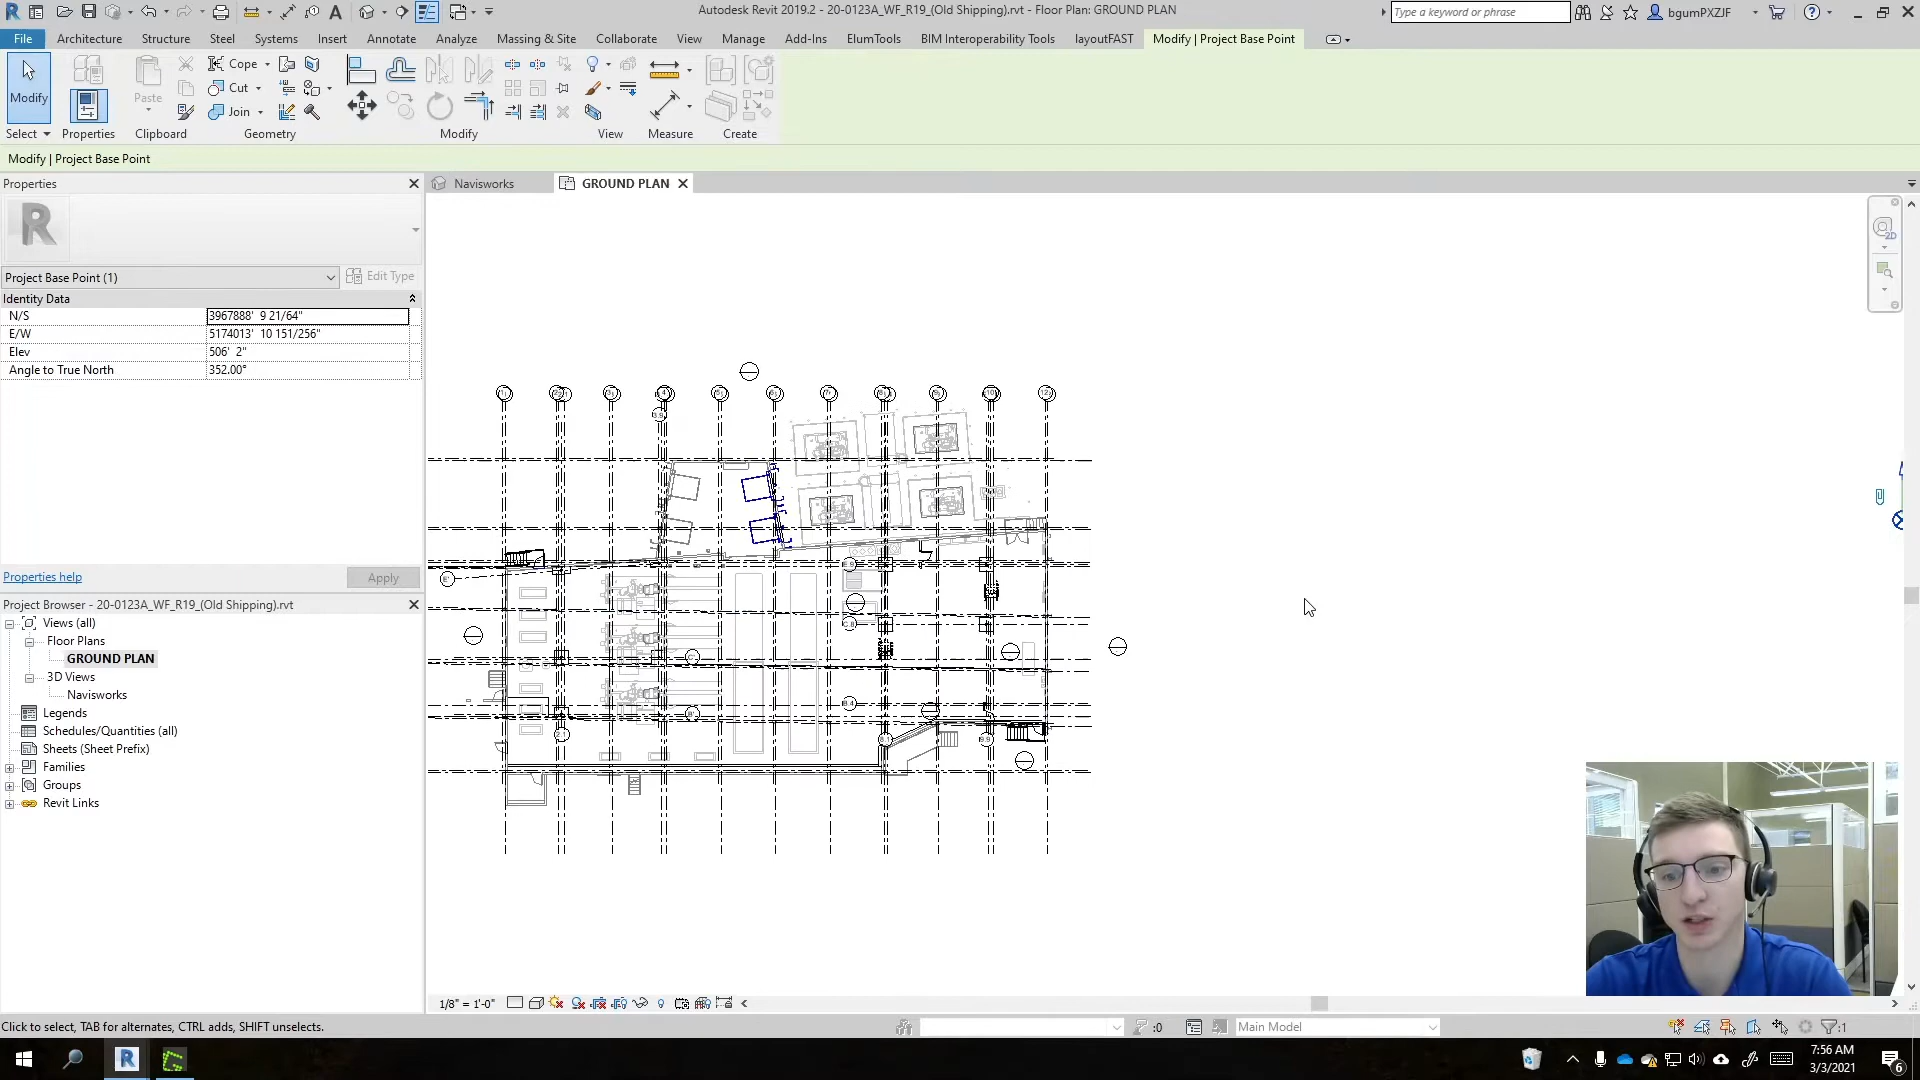 Autodesk Revit 2019.2 - 20-0123A_WF_R19_(Old Shipping).rvt - Floor Plan: GROUND PLAN
Type a keyword or phrase
bgumPXZJF
File Architecture Structure Steel Systems Insert Annotate Analyze Massing & Site Collaborate View Manage Add-Ins ElumTools BIM Interoperability Tools layoutFAST Modify | Project Base Point
Modify
Paste
Cope
Cut
Join
Select Properties Clipboard Geometry Modify View Measure Create
Modify | Project Base Point
Properties
Navisworks
GROUND PLAN
Project Base Point (1)
Edit Type
Identity Data
N/S 3967888' 9 21/64"
E/W 5174013' 10 151/256"
Elev 506' 2"
Angle to True North 352.00°
Properties help
Apply
Project Browser - 20-0123A_WF_R19_(Old Shipping).rvt
Views (all)
Floor Plans
GROUND PLAN
3D Views
Navisworks
Legends
Schedules/Quantities (all)
Sheets (Sheet Prefix)
Families
Groups
Revit Links
2D
1/8" = 1'-0"
Click to select, TAB for alternates, CTRL adds, SHIFT unselects.
:0
Main Model
:1
7:56 AM
3/3/2021
6